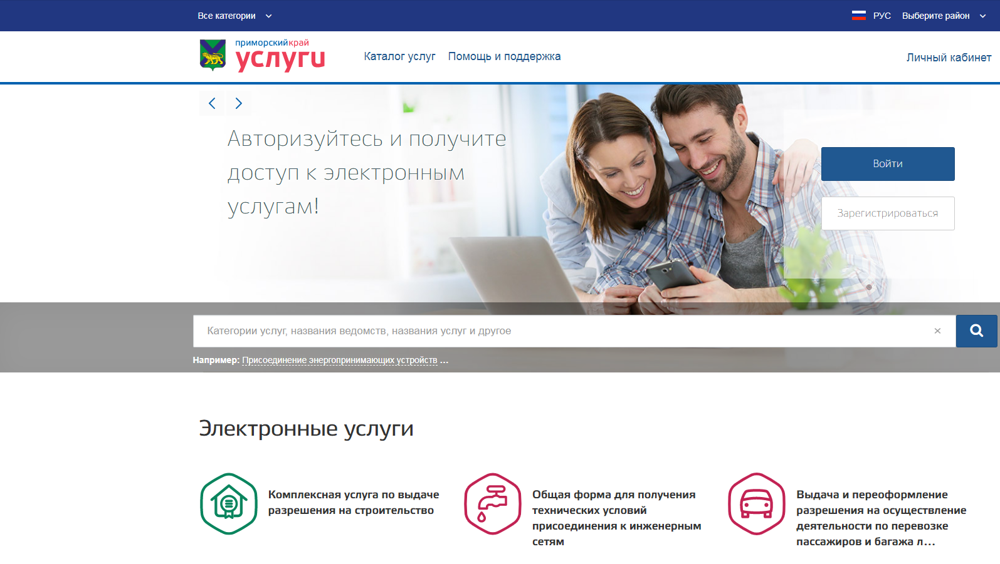 Все категории
РУС
Выберите район
приморскийкрай
услуги
Каталог услуг
Помощь и поддержка
Личный кабинет
Авторизуйтесь и получите
доступ к электронным
услугам!
Войти
Зарегистрироваться
Категории услуг, названия ведомств, названия услуг и другое
Например: Присоединение энергопринимающих устройств ...
Электронные услуги
Комплексная услуга по выдаче
разрешения на строительство
Общая форма для получения
технических условий
присоединения к инженерным
сетям
Выдача и переоформление
разрешения на осуществление
деятельности по перевозке
пассажиров и багажа л...